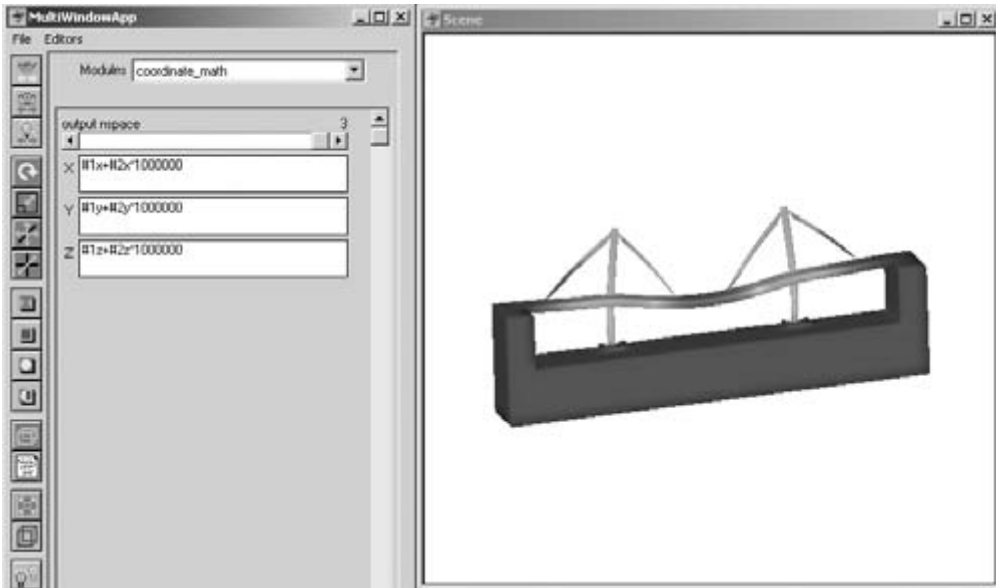 MultiWindowApp
File Editors
Modules coordinate_math
output nspace 3
X #1x+#2x*1000000
Y #1y+#2y*1000000
Z #1z+#2z*1000000
Scene